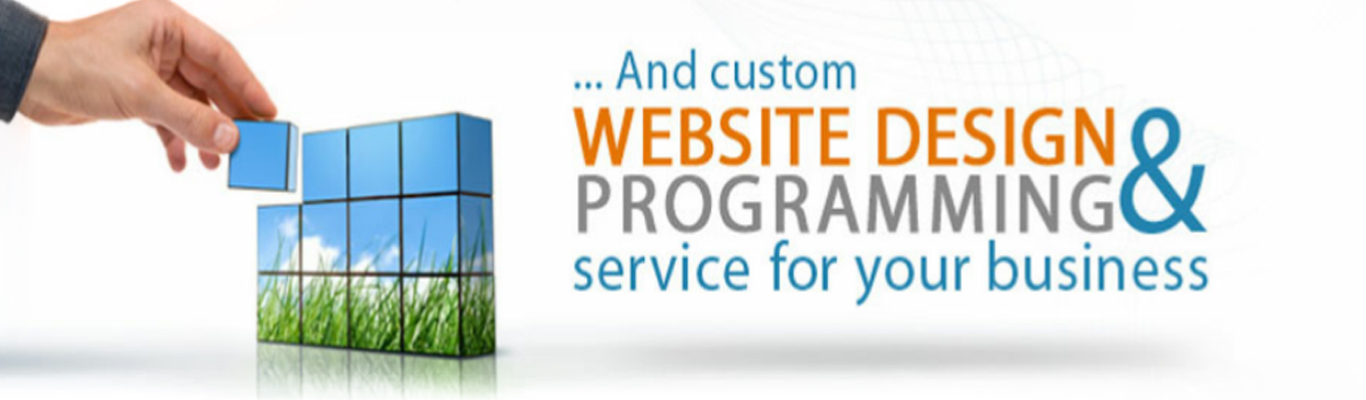 ... And custom
WEBSITE DESIGN &
PROGRAMMING
service for your business